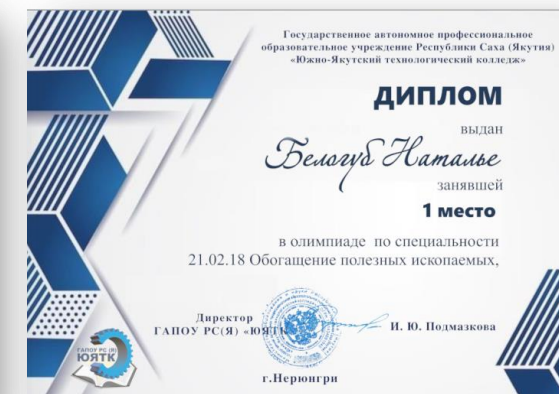 Государственное автономное профессиональное
образовательное учреждение Республики Саха (Якутия)
«Южно-Якутский технологический колледж»
ДИПЛОМ
выдан
Белогуб Наталье
занявшей
1 место
в олимпиаде по специальности
21.02.18 Обогащение полезных ископаемых,
Директор
ГАПОУ РС(Я) «ЮЯТК»
И. Ю. Подмазкова
ГАПОУ РС (Я)
ЮЯТК
г.Нерюнгри